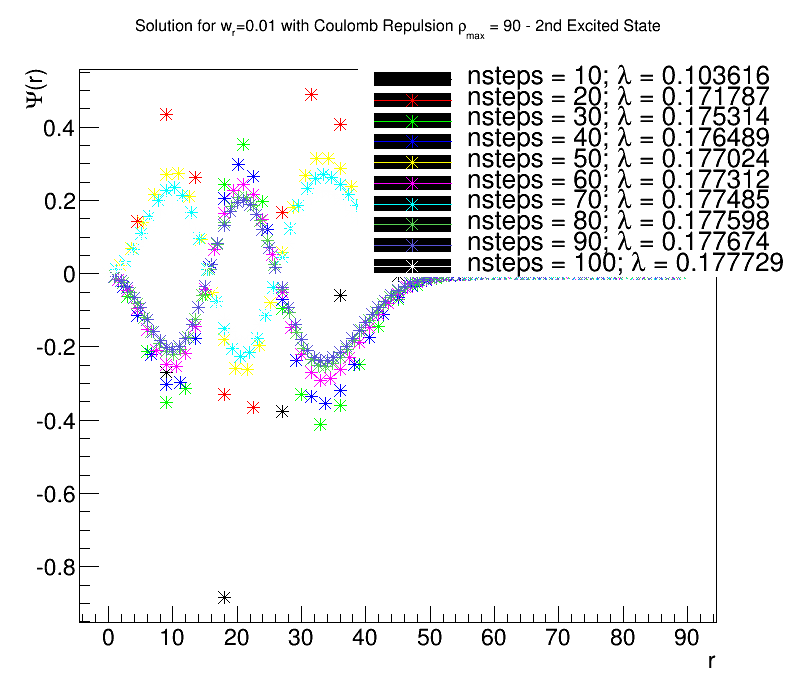 Solution for wr=0.01 with Coulomb Repulsion ρmax = 90 - 2nd Excited State
Ψ(r)
nsteps = 10; λ = 0.103616
nsteps = 20; λ = 0.171787
nsteps = 30; λ = 0.175314
nsteps = 40; λ = 0.176489
nsteps = 50; λ = 0.177024
nsteps = 60; λ = 0.177312
nsteps = 70; λ = 0.177485
nsteps = 80; λ = 0.177598
nsteps = 90; λ = 0.177674
nsteps = 100; λ = 0.177729
0.4
0.2
0
-0.2
-0.4
-0.6
-0.8
0 10 20 30 40 50 60 70 80 90
r